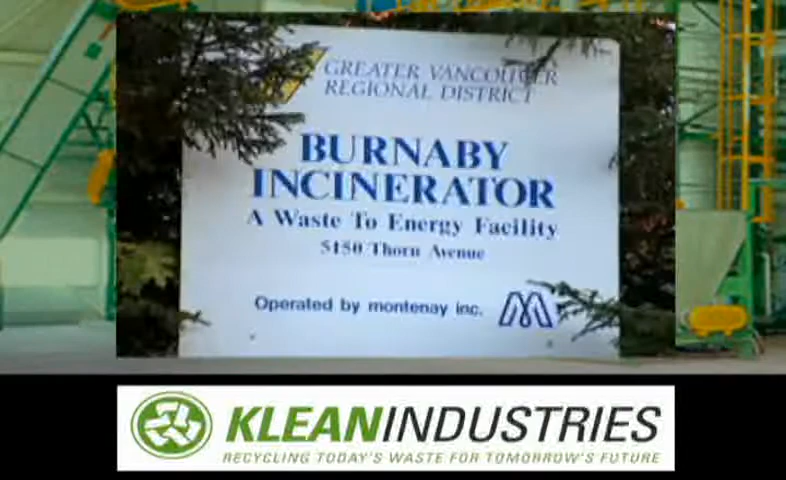 GREATER VANCOUVER
REGIONAL DISTRICT
BURNABY
INCINERATOR
A Waste To Energy Facility
5150 Thorn Avenue
Operated by montenay inc.
KLEANINDUSTRIES
RECYCLING TODAY'S WASTE FOR TOMORROW'S FUTURE